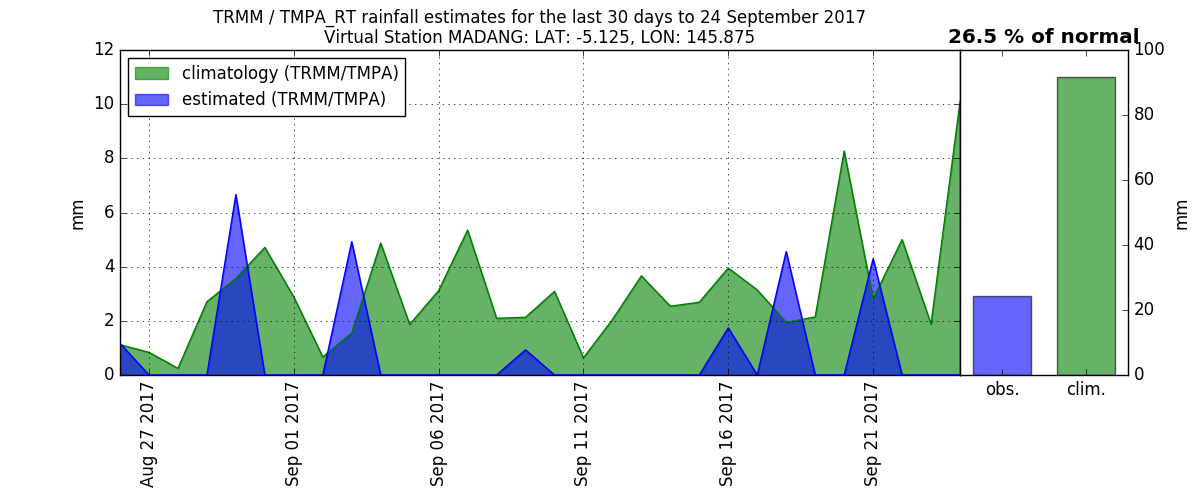 TRMM / TMPA_RT rainfall estimates for the last 30 days to 24 September 2017
Virtual Station MADANG: LAT: -5.125, LON: 145.875
26.5 % of normal
climatology (TRMM/TMPA)
estimated (TRMM/TMPA)
12
10
8
6
4
2
0
mm
Aug 27 2017
Sep 01 2017
Sep 06 2017
Sep 11 2017
Sep 16 2017
Sep 21 2017
100
80
60
40
20
0
mm
obs.
clim.